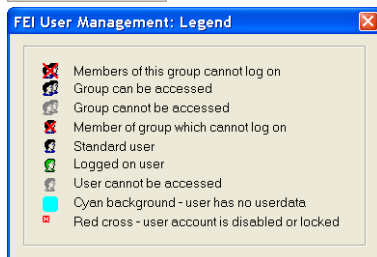 FEI User Management: Legend
Members of this group cannot log on
Group can be accessed
Group cannot be accessed
Member of group which cannot log on
Standard user
Logged on user
User cannot be accessed
Cyan background - user has no userdata
Red cross - user account is disabled or locked